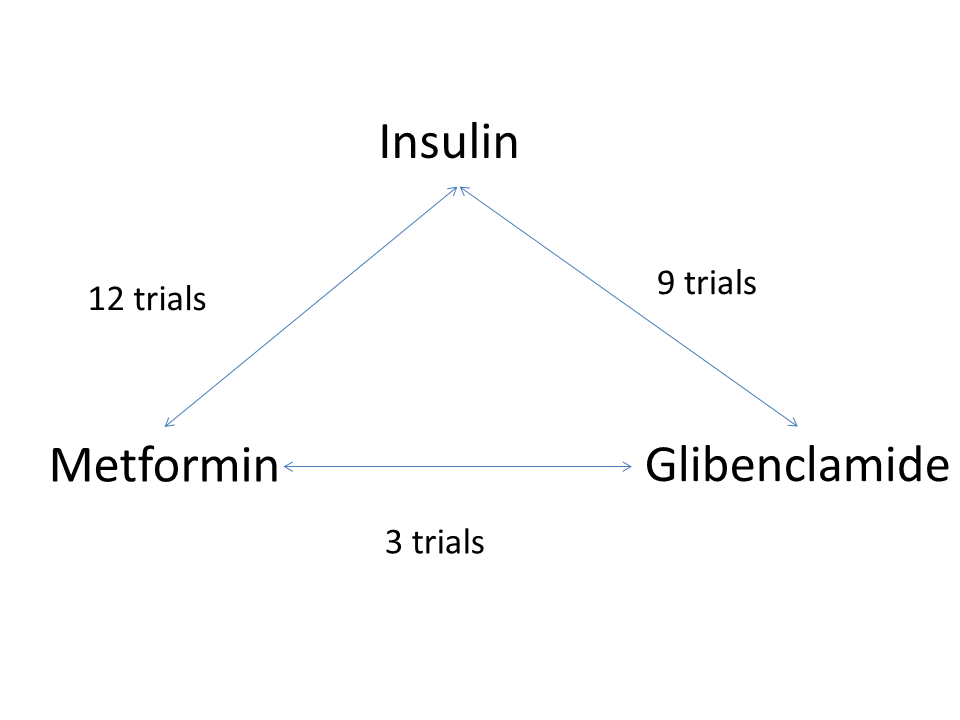 Insulin
12 trials
9 trials
Metformin
Glibenclamide
3 trials